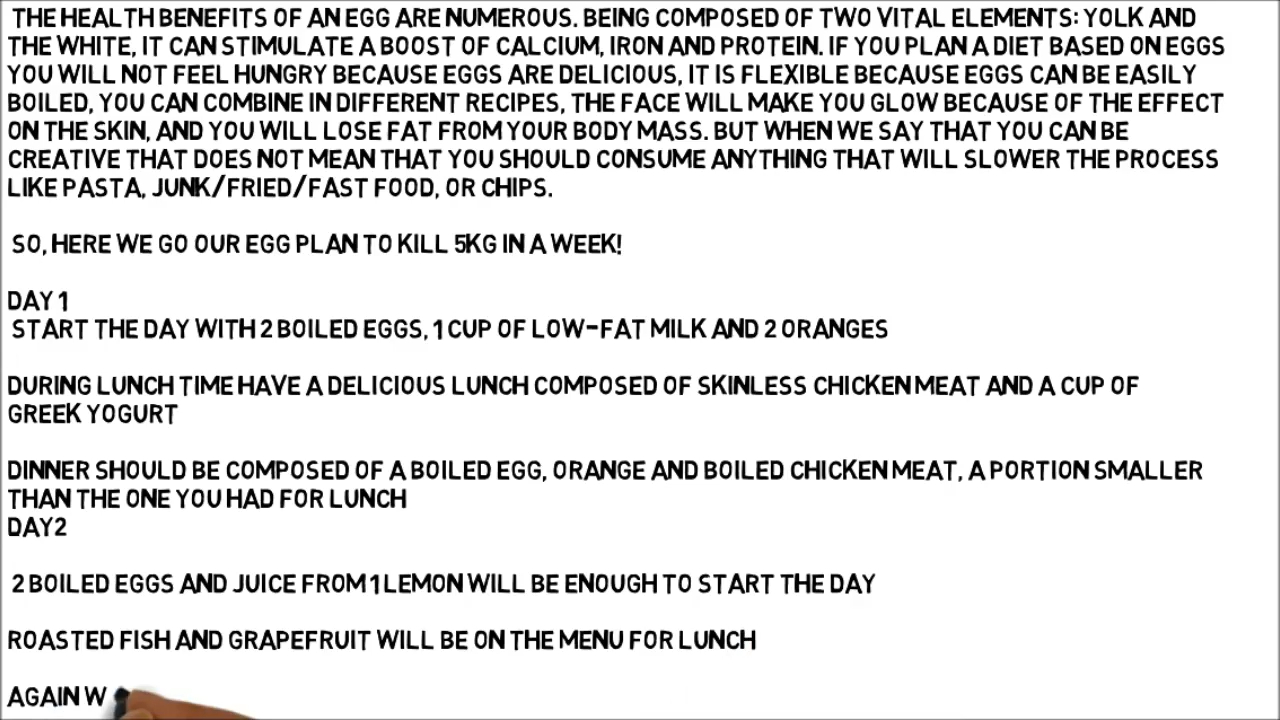 THE HEALTH BENEFITS OF AN EGG ARE NUMEROUS. BEING COMPOSED OF TWO VITAL ELEMENTS: YOLK AND
THE WHITE, IT CAN STIMULATE A BOOST OF CALCIUM, IRON AND PROTEIN. IF YOU PLAN A DIET BASED ON EGGS
YOU WILL NOT FEEL HUNGRY BECAUSE EGGS ARE DELICIOUS, IT IS FLEXIBLE BECAUSE EGGS CAN BE EASILY
BOILED, YOU CAN COMBINE IN DIFFERENT RECIPES, THE FACE WILL MAKE YOU GLOW BECAUSE OF THE EFFECT
ON THE SKIN, AND YOU WILL LOSE FAT FROM YOUR BODY MASS. BUT WHEN WE SAY THAT YOU CAN BE
CREATIVE THAT DOES NOT MEAN THAT YOU SHOULD CONSUME ANYTHING THAT WILL SLOWER THE PROCESS
LIKE PASTA, JUNK/FRIED/FAST FOOD, OR CHIPS.
SO, HERE WE GO OUR EGG PLAN TO KILL 5KG IN A WEEK!
DAY 1
START THE DAY WITH 2 BOILED EGGS, 1 CUP OF LOW-FAT MILK AND 2 ORANGES
DURING LUNCH TIME HAVE A DELICIOUS LUNCH COMPOSED OF SKINLESS CHICKEN MEAT AND A CUP OF
GREEK YOGURT
DINNER SHOULD BE COMPOSED OF A BOILED EGG, ORANGE AND BOILED CHICKEN MEAT, A PORTION SMALLER
THAN THE ONE YOU HAD FOR LUNCH
DAY2
2 BOILED EGGS AND JUICE FROM 1 LEMON WILL BE ENOUGH TO START THE DAY
ROASTED FISH AND GRAPEFRUIT WILL BE ON THE MENU FOR LUNCH
AGAIN W